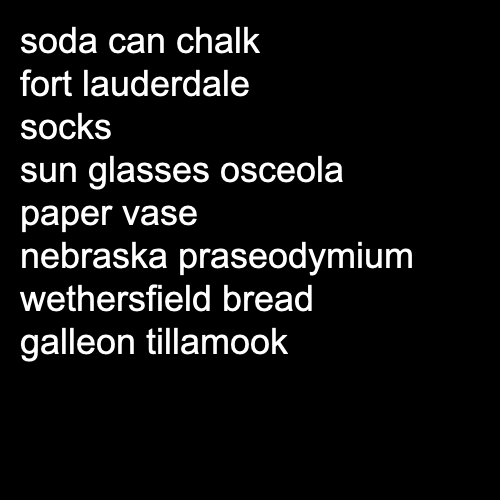 soda can chalk
fort lauderdale
socks
sun glasses osceola
paper vase
nebraska praseodymium
wethersfield bread
galleon tillamook